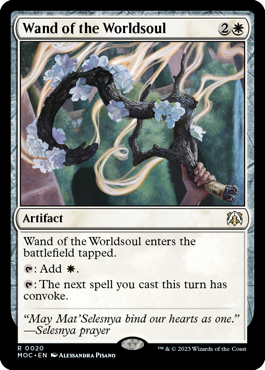 Wand of the Worldsoul 2
Artifact
Wand of the Worldsoul enters the
battlefield tapped.
: Add .
: The next spell you cast this turn has
convoke.
“May Mat’Selesnya bind our hearts as one.”
—Selesnya prayer
R 0020
MOC • EN Alessandra Pisano
™ & © 2023 Wizards of the Coast